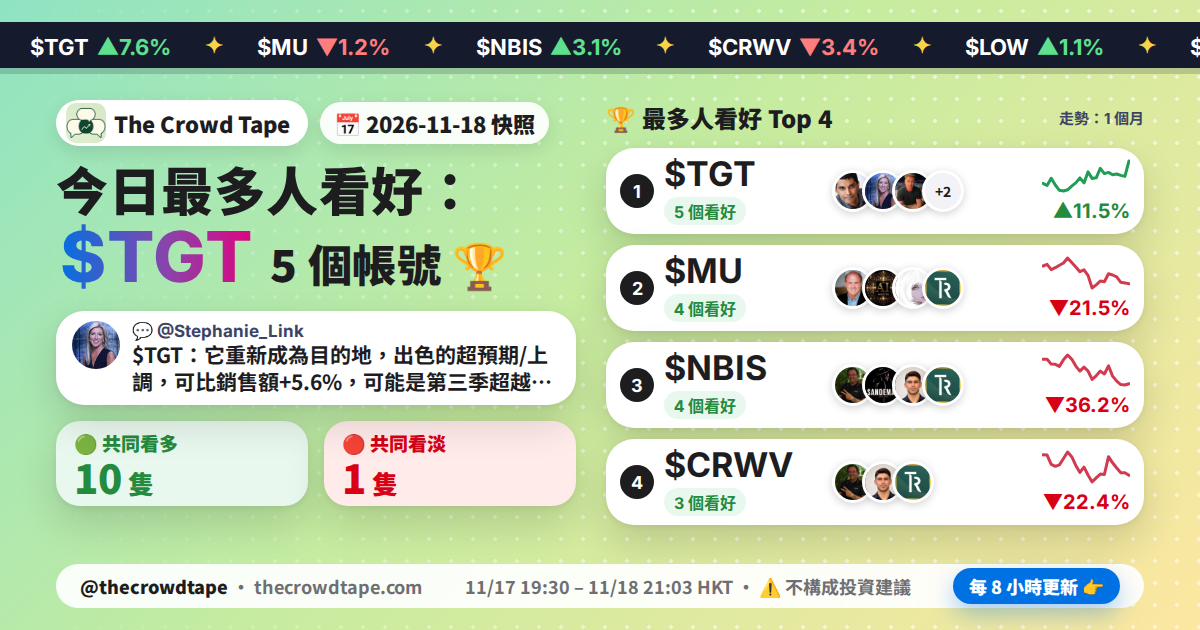 $TGT ▲7.6% ✦ $MU ▼1.2% ✦ $NBIS ▲3.1% ✦ $CRWV ▼3.4% ✦ $LOW ▲1.1% ✦ $
The Crowd Tape
📅 2026-11-18 快照
今日最多人看好：
$TGT 5 個帳號 🏆
💬 @Stephanie_Link
$TGT：它重新成為目的地，出色的超預期/上
調，可比銷售額+5.6%，可能是第三季超越…
🟢 共同看多
10 隻
🔴 共同看淡
1 隻
🏆 最多人看好 Top 4
走勢：1 個月
1 $TGT
5 個看好
+2
▲11.5%
2 $MU
4 個看好
TR
▼21.5%
3 $NBIS
4 個看好
SANDEMA
TR
▼36.2%
4 $CRWV
3 個看好
TR
▼22.4%
@thecrowdtape • thecrowdtape.com 11/17 19:30 – 11/18 21:03 HKT • ⚠️ 不構成投資建議
每 8 小時更新 👉